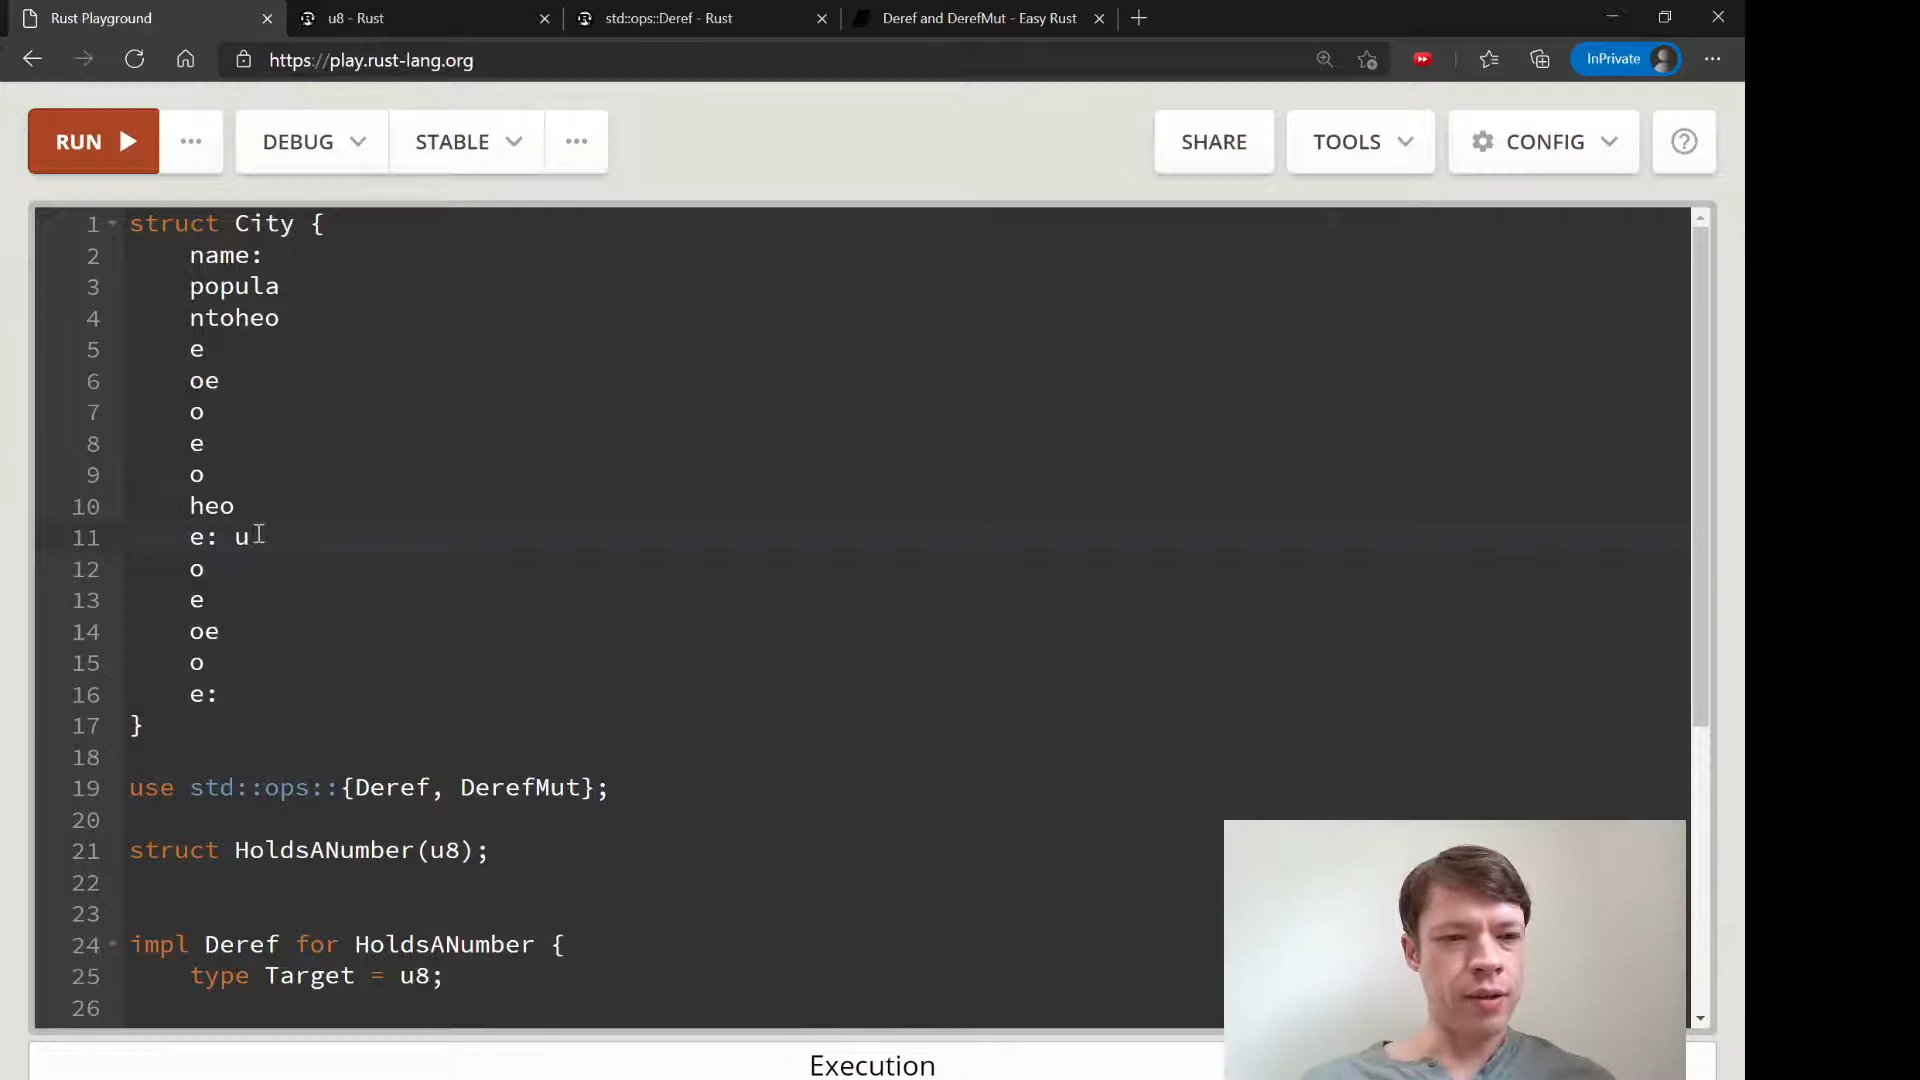 Rust Playground
u8 - Rust
std::ops::Deref - Rust
Deref and DerefMut - Easy Rust
https://play.rust-lang.org
InPrivate
RUN
DEBUG
STABLE
SHARE
TOOLS
CONFIG
1 struct City {
2 name:
3 popula
4 ntoheo
5 e
6 oe
7 o
8 e
9 o
10 heo
11 e: u
12 o
13 e
14 oe
15 o
16 e:
17 }
18
19 use std::ops::{Deref, DerefMut};
20
21 struct HoldsANumber(u8);
22
23
24 impl Deref for HoldsANumber {
25 type Target = u8;
26
Execution